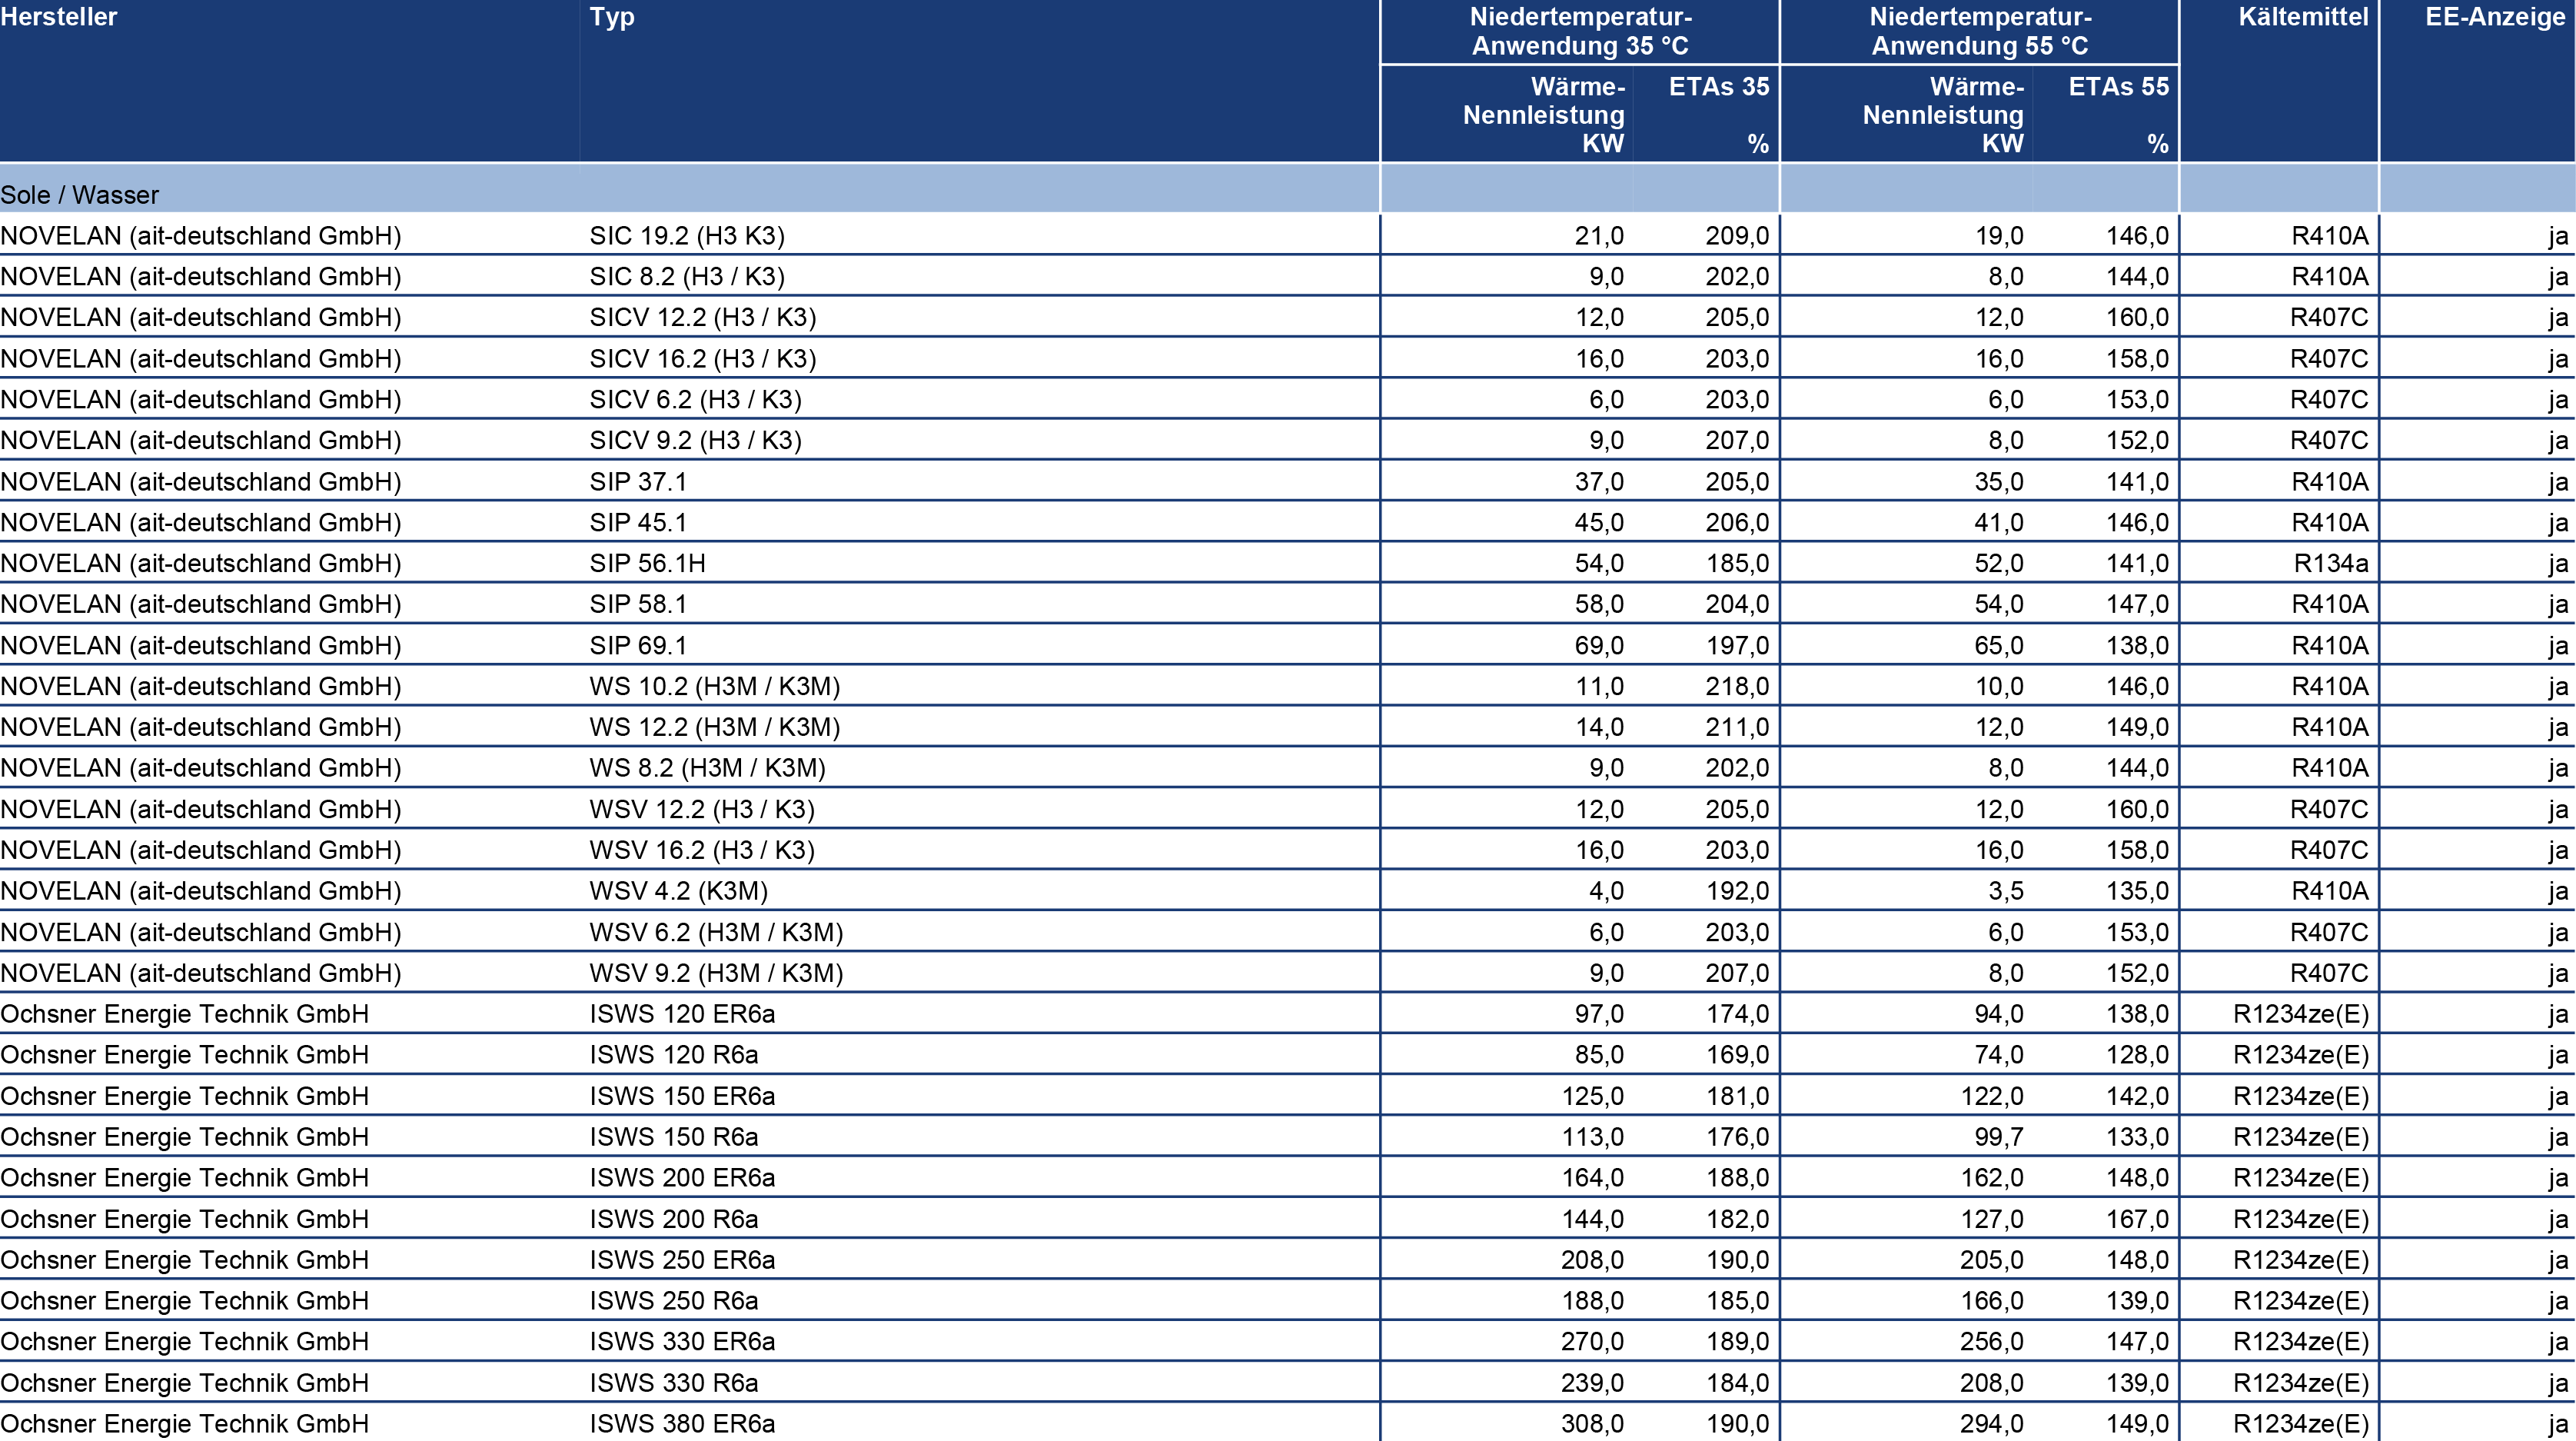 Hersteller Typ Niedertemperatur- Niedertemperatur- Kältemittel EE-Anzeige
Anwendung 35 °C Anwendung 55 °C
Wärme- ETAs 35 Wärme- ETAs 55
Nennleistung Nennleistung
KW % KW %
Sole / Wasser
NOVELAN (ait-deutschland GmbH) SIC 19.2 (H3 K3) 21,0 209,0 19,0 146,0 R410A ja
NOVELAN (ait-deutschland GmbH) SIC 8.2 (H3 / K3) 9,0 202,0 8,0 144,0 R410A ja
NOVELAN (ait-deutschland GmbH) SICV 12.2 (H3 / K3) 12,0 205,0 12,0 160,0 R407C ja
NOVELAN (ait-deutschland GmbH) SICV 16.2 (H3 / K3) 16,0 203,0 16,0 158,0 R407C ja
NOVELAN (ait-deutschland GmbH) SICV 6.2 (H3 / K3) 6,0 203,0 6,0 153,0 R407C ja
NOVELAN (ait-deutschland GmbH) SICV 9.2 (H3 / K3) 9,0 207,0 8,0 152,0 R407C ja
NOVELAN (ait-deutschland GmbH) SIP 37.1 37,0 205,0 35,0 141,0 R410A ja
NOVELAN (ait-deutschland GmbH) SIP 45.1 45,0 206,0 41,0 146,0 R410A ja
NOVELAN (ait-deutschland GmbH) SIP 56.1H 54,0 185,0 52,0 141,0 R134a ja
NOVELAN (ait-deutschland GmbH) SIP 58.1 58,0 204,0 54,0 147,0 R410A ja
NOVELAN (ait-deutschland GmbH) SIP 69.1 69,0 197,0 65,0 138,0 R410A ja
NOVELAN (ait-deutschland GmbH) WS 10.2 (H3M / K3M) 11,0 218,0 10,0 146,0 R410A ja
NOVELAN (ait-deutschland GmbH) WS 12.2 (H3M / K3M) 14,0 211,0 12,0 149,0 R410A ja
NOVELAN (ait-deutschland GmbH) WS 8.2 (H3M / K3M) 9,0 202,0 8,0 144,0 R410A ja
NOVELAN (ait-deutschland GmbH) WSV 12.2 (H3 / K3) 12,0 205,0 12,0 160,0 R407C ja
NOVELAN (ait-deutschland GmbH) WSV 16.2 (H3 / K3) 16,0 203,0 16,0 158,0 R407C ja
NOVELAN (ait-deutschland GmbH) WSV 4.2 (K3M) 4,0 192,0 3,5 135,0 R410A ja
NOVELAN (ait-deutschland GmbH) WSV 6.2 (H3M / K3M) 6,0 203,0 6,0 153,0 R407C ja
NOVELAN (ait-deutschland GmbH) WSV 9.2 (H3M / K3M) 9,0 207,0 8,0 152,0 R407C ja
Ochsner Energie Technik GmbH ISWS 120 ER6a 97,0 174,0 94,0 138,0 R1234ze(E) ja
Ochsner Energie Technik GmbH ISWS 120 R6a 85,0 169,0 74,0 128,0 R1234ze(E) ja
Ochsner Energie Technik GmbH ISWS 150 ER6a 125,0 181,0 122,0 142,0 R1234ze(E) ja
Ochsner Energie Technik GmbH ISWS 150 R6a 113,0 176,0 99,7 133,0 R1234ze(E) ja
Ochsner Energie Technik GmbH ISWS 200 ER6a 164,0 188,0 162,0 148,0 R1234ze(E) ja
Ochsner Energie Technik GmbH ISWS 200 R6a 144,0 182,0 127,0 167,0 R1234ze(E) ja
Ochsner Energie Technik GmbH ISWS 250 ER6a 208,0 190,0 205,0 148,0 R1234ze(E) ja
Ochsner Energie Technik GmbH ISWS 250 R6a 188,0 185,0 166,0 139,0 R1234ze(E) ja
Ochsner Energie Technik GmbH ISWS 330 ER6a 270,0 189,0 256,0 147,0 R1234ze(E) ja
Ochsner Energie Technik GmbH ISWS 330 R6a 239,0 184,0 208,0 139,0 R1234ze(E) ja
Ochsner Energie Technik GmbH ISWS 380 ER6a 308,0 190,0 294,0 149,0 R1234ze(E) ja